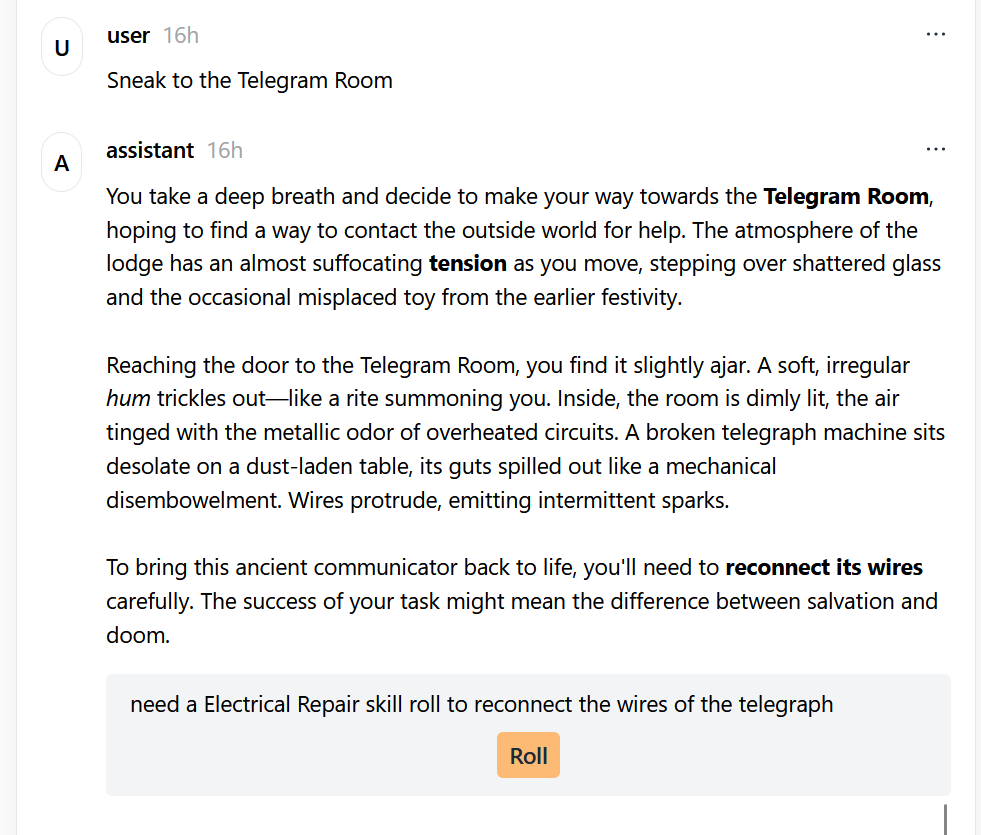 U
user 16h
...
Sneak to the Telegram Room
A
assistant 16h
...
You take a deep breath and decide to make your way towards the Telegram Room,
hoping to find a way to contact the outside world for help. The atmosphere of the
lodge has an almost suffocating tension as you move, stepping over shattered glass
and the occasional misplaced toy from the earlier festivity.
Reaching the door to the Telegram Room, you find it slightly ajar. A soft, irregular
hum trickles out—like a rite summoning you. Inside, the room is dimly lit, the air
tinged with the metallic odor of overheated circuits. A broken telegraph machine sits
desolate on a dust-laden table, its guts spilled out like a mechanical
disembowelment. Wires protrude, emitting intermittent sparks.
To bring this ancient communicator back to life, you'll need to reconnect its wires
carefully. The success of your task might mean the difference between salvation and
doom.
need a Electrical Repair skill roll to reconnect the wires of the telegraph
Roll